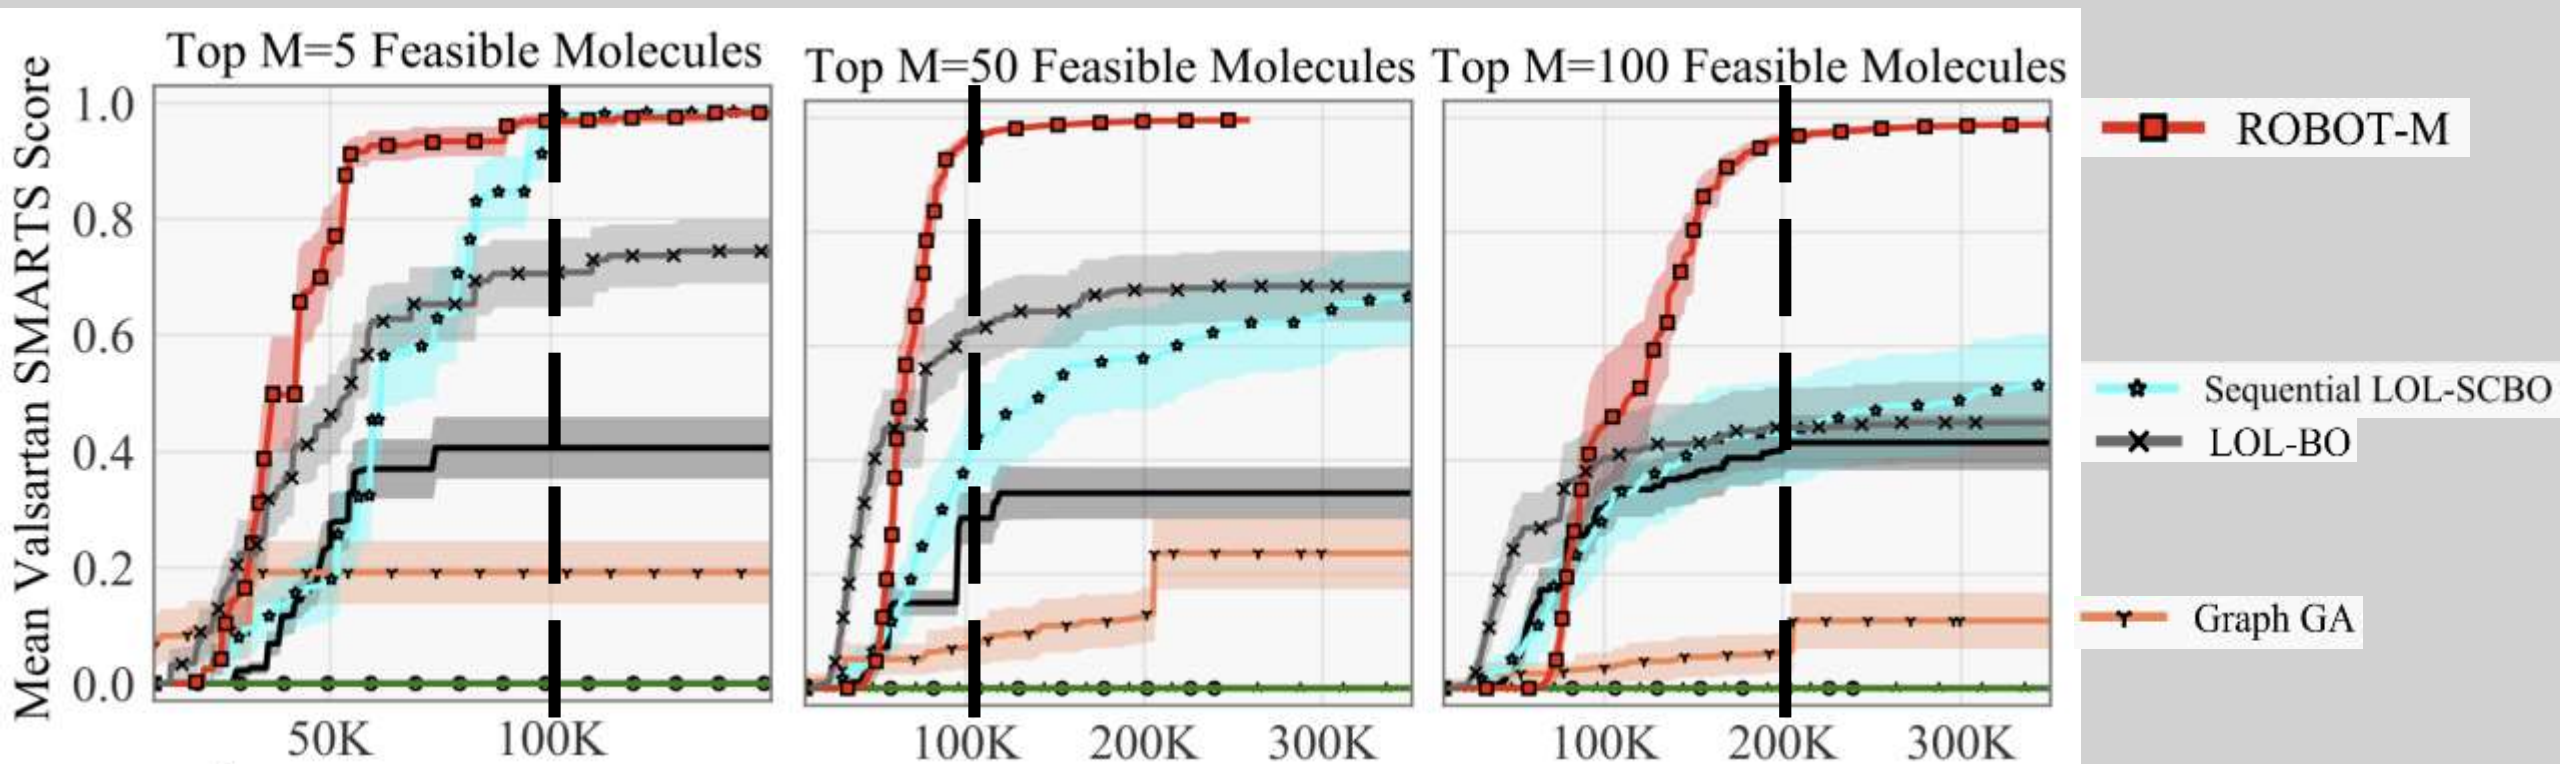 Top M=5 Feasible Molecules
Top M=50 Feasible Molecules
Top M=100 Feasible Molecules
Mean Valsartan SMARTS Score
1.0
0.8
0.6
0.4
0.2
0.0
50K
100K
100K
200K
300K
100K
200K
300K
ROBOT-M
Sequential LOL-SCBO
LOL-BO
Graph GA